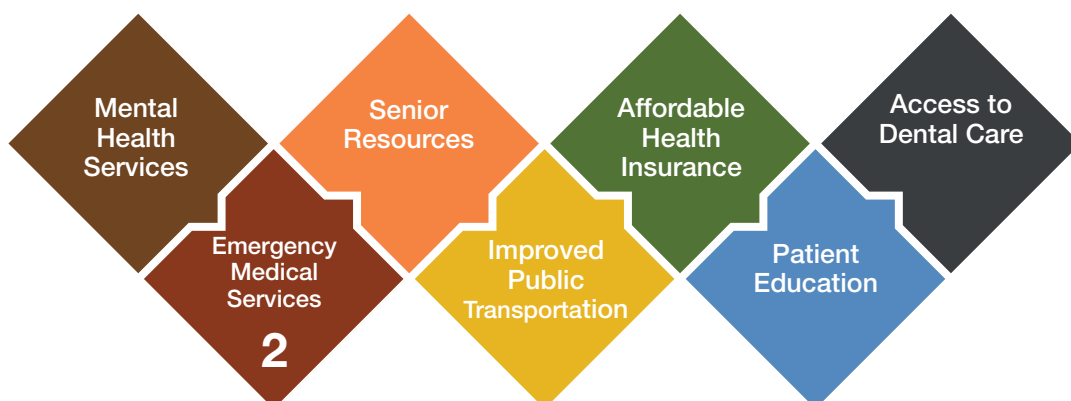 Mental
Health
Services
Emergency
Medical
Services
2
Senior
Resources
Improved
Public
Transportation
Affordable
Health
Insurance
Patient
Education
Access to
Dental Care